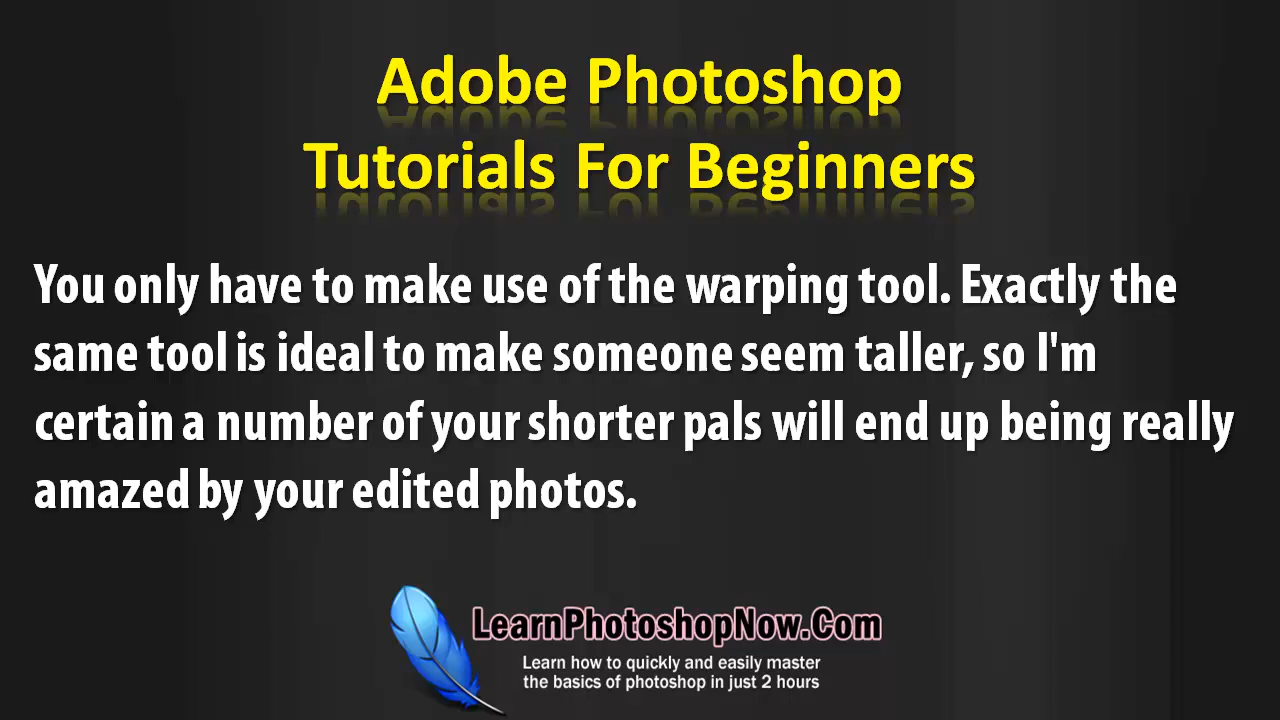 Adobe Photoshop
Tutorials For Beginners
You only have to make use of the warping tool. Exactly the
same tool is ideal to make someone seem taller, so I'm
certain a number of your shorter pals will end up being really
amazed by your edited photos.
LearnPhotoshopNow.Com
Learn how to quickly and easily master
the basics of photoshop in just 2 hours